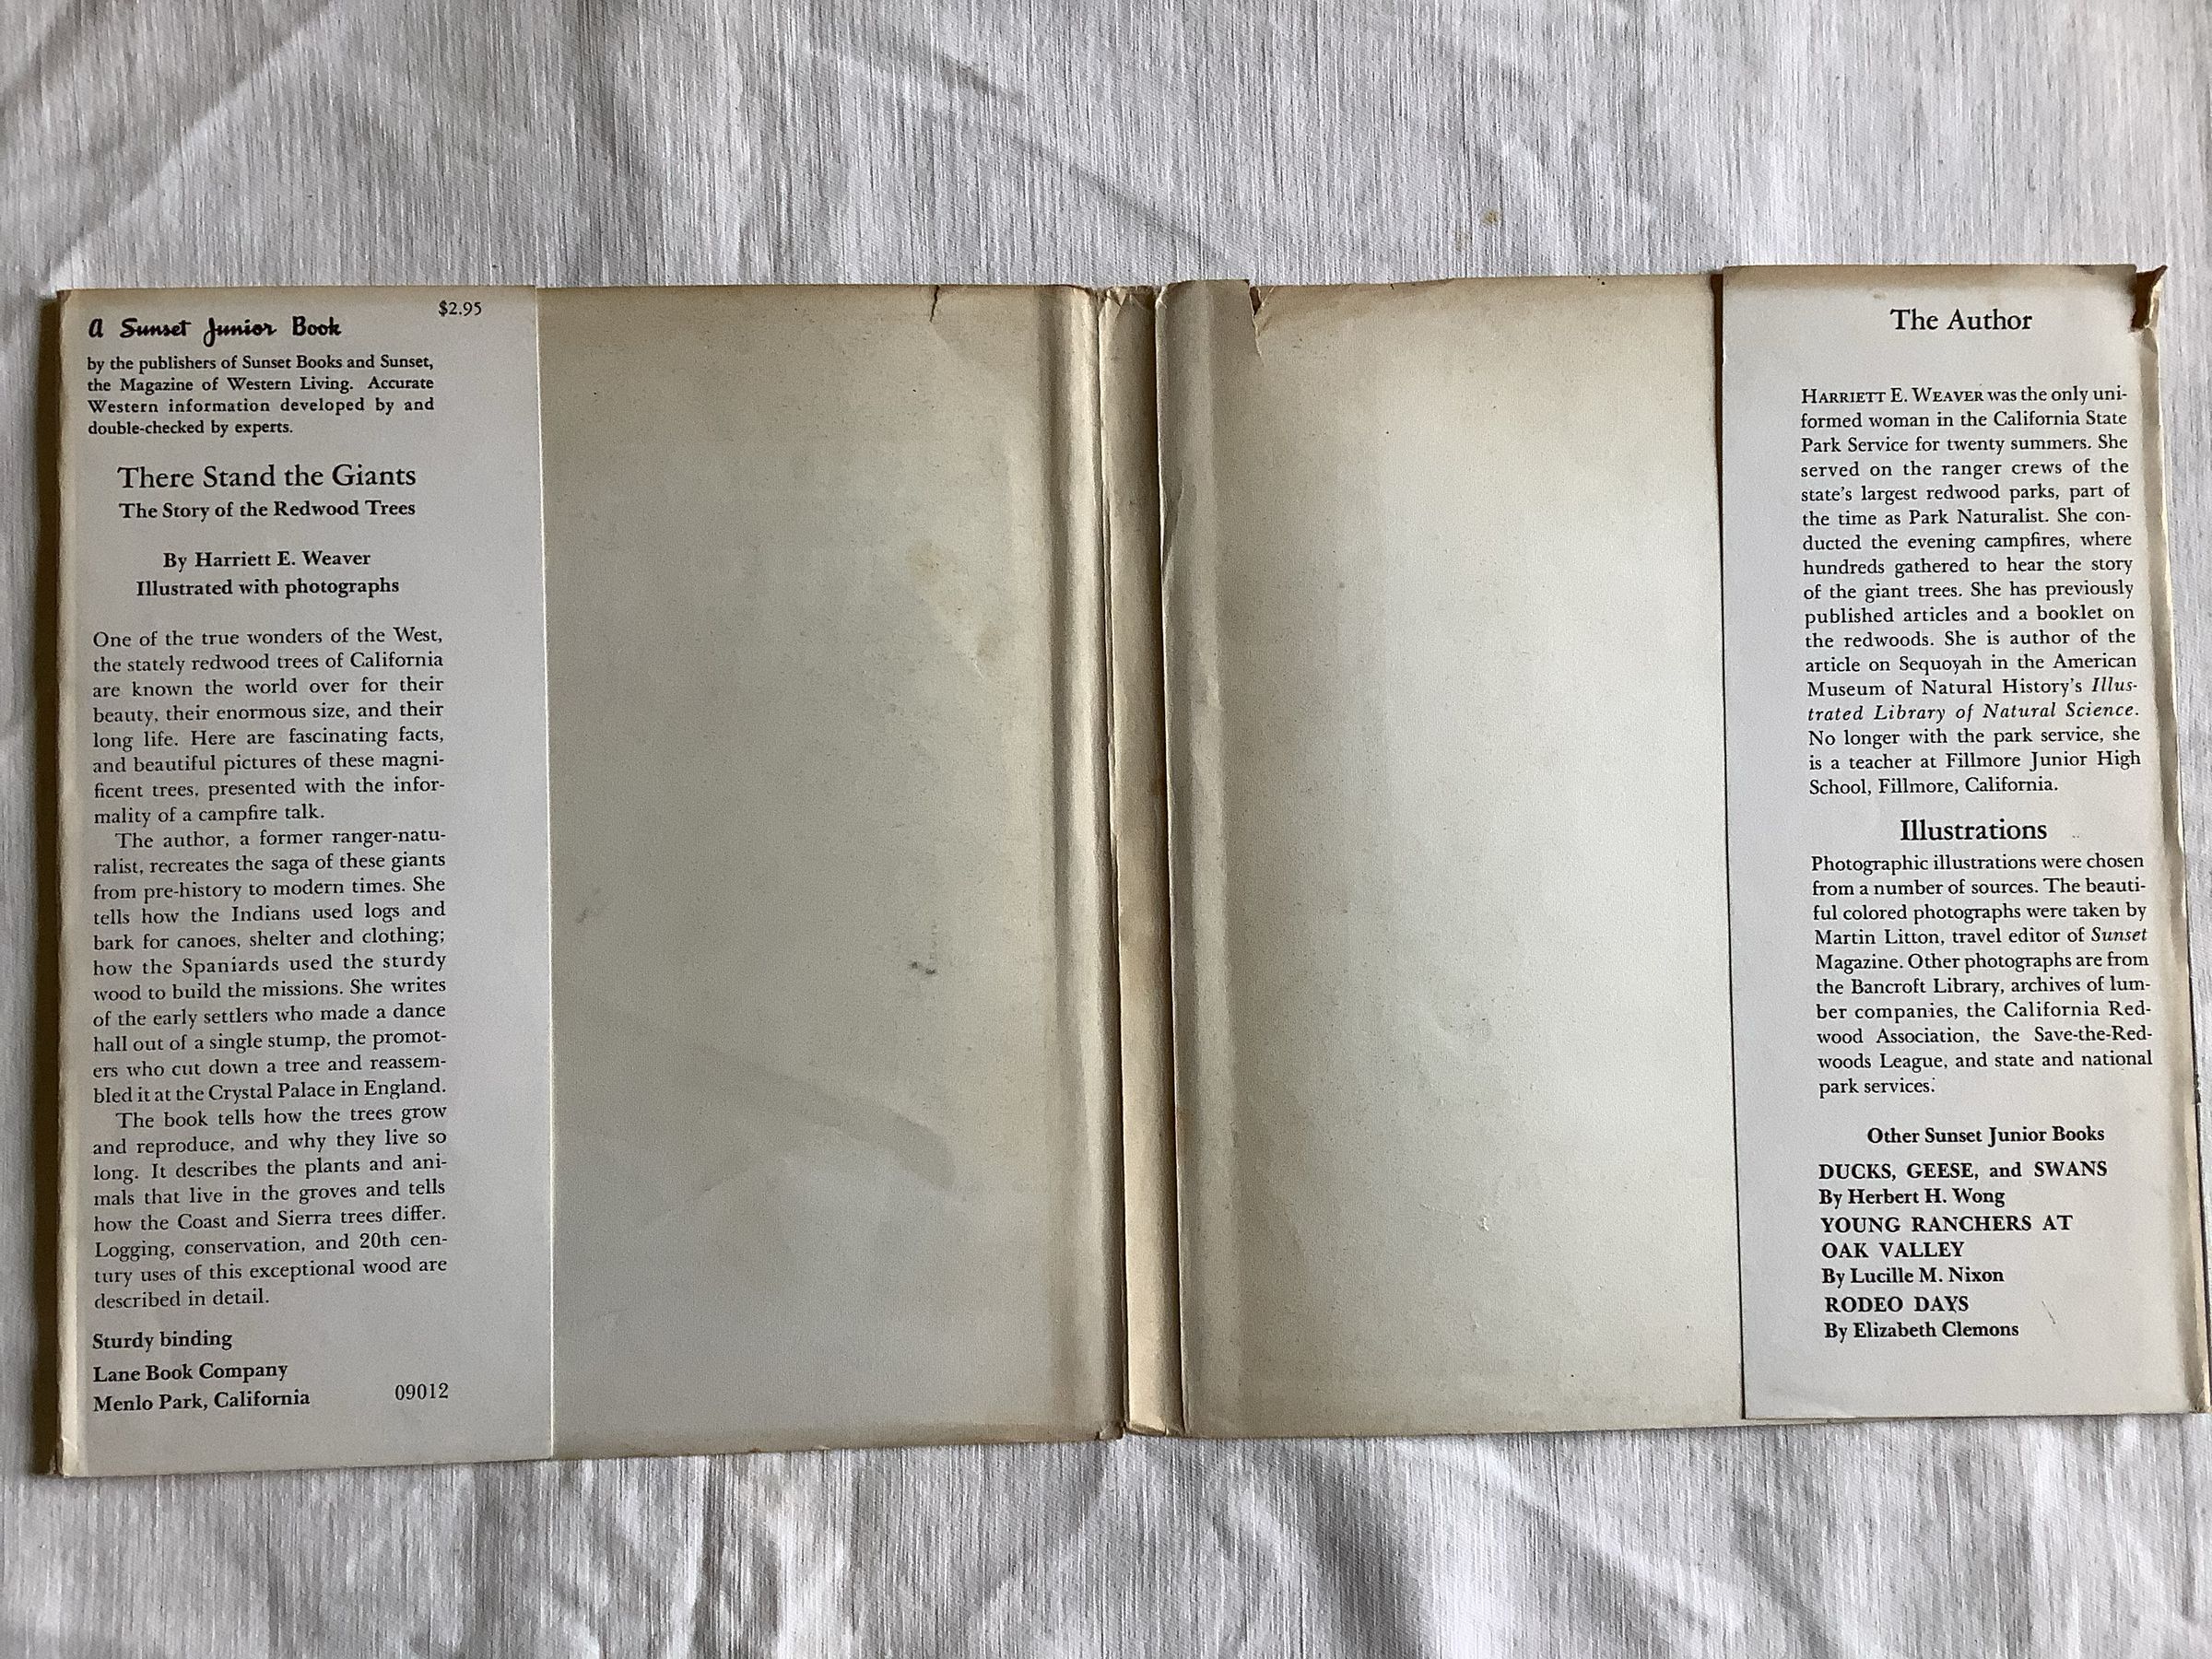 $2.95
a Sunset Junior Book
by the publishers of Sunset Books and Sunset,
the Magazine of Western Living. Accurate
Western information developed by and
double-checked by experts.
There Stand the Giants
The Story of the Redwood Trees
By Harriett E. Weaver
Illustrated with photographs
One of the true wonders of the West,
the stately redwood trees of California
are known the world over for their
beauty, their enormous size, and their
long life. Here are fascinating facts,
and beautiful pictures of these magni-
ficent trees, presented with the infor-
mality of a campfire talk.
The author, a former ranger-natu-
ralist, recreates the saga of these giants
from pre-history to modern times. She
tells how the Indians used logs and
bark for canoes, shelter and clothing;
how the Spaniards used the sturdy
wood to build the missions. She writes
of the early settlers who made a dance
hall out of a single stump, the promot-
ers who cut down a tree and reassem-
bled it at the Crystal Palace in England.
The book tells how the trees grow
and reproduce, and why they live so
long. It describes the plants and ani-
mals that live in the groves and tells
how the Coast and Sierra trees differ.
Logging, conservation, and 20th cen-
tury uses of this exceptional wood are
described in detail.
Sturdy binding
Lane Book Company
Menlo Park, California 09012
The Author
HARRIETT E. WEAVER was the only uni-
formed woman in the California State
Park Service for twenty summers. She
served on the ranger crews of the
state's largest redwood parks, part of
the time as Park Naturalist. She con-
ducted the evening campfires, where
hundreds gathered to hear the story
of the giant trees. She has previously
published articles and a booklet on
the redwoods. She is author of the
article on Sequoyah in the American
Museum of Natural History's Illus-
trated Library of Natural Science.
No longer with the park service, she
is a teacher at Fillmore Junior High
School, Fillmore, California.
Illustrations
Photographic illustrations were chosen
from a number of sources. The beauti-
ful colored photographs were taken by
Martin Litton, travel editor of Sunset
Magazine. Other photographs are from
the Bancroft Library, archives of lum-
ber companies, the California Red-
wood Association, the Save-the-Red-
woods League, and state and national
park services.
Other Sunset Junior Books
DUCKS, GEESE, and SWANS
By Herbert H. Wong
YOUNG RANCHERS AT
OAK VALLEY
By Lucille M. Nixon
RODEO DAYS
By Elizabeth Clemons